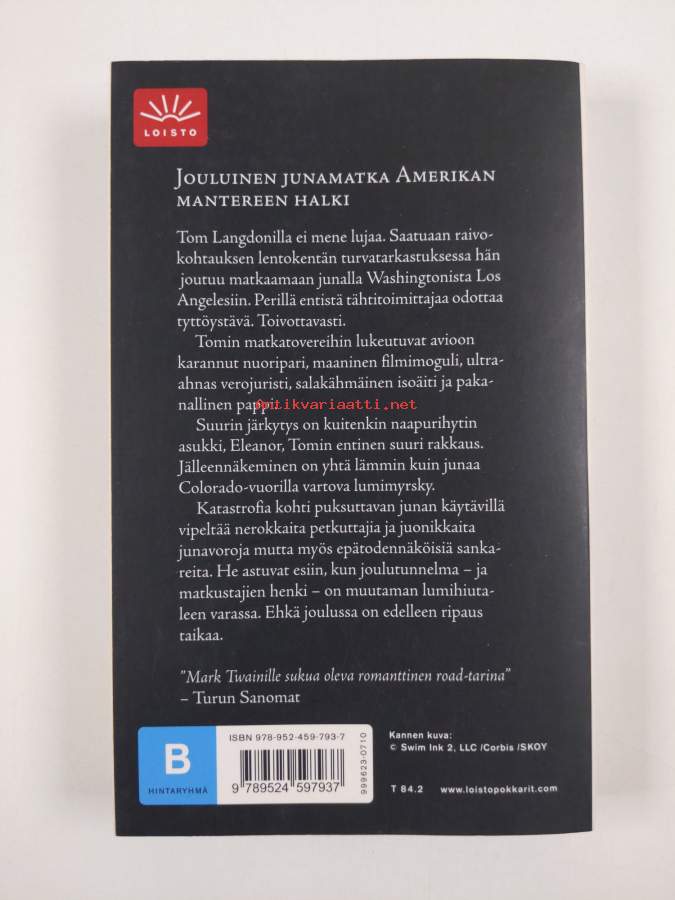 LOISTO
Jouluinen junamatka Amerikan
mantereen halki
Tom Langdonilla ei mene lujaa. Saatuaan raivo-
kohtauksen lentokentän turvatarkastuksessa hän
joutuu matkaamaan junalla Washingtonista Los
Angelesiin. Perillä entistä tähtitoimittajaa odottaa
tyttöystävä. Toivottavasti.
Tomin matkatovereihin lukeutuvat avioon
karannut nuoripari, maaninen filmimoguli, ultra-
ahnas verojuristi, salakähmäinen isoäiti ja paka-
nallinen pappi.
Antikvariaatti.net
Suurin järkytys on kuitenkin naapurihytin
asukki, Eleanor, Tomin entinen suuri rakkaus.
Jälleennäkeminen on yhtä lämmin kuin junaa
Colorado-vuorilla vartova lumimyrsky.
Katastrofia kohti puksuttavan junan käytävillä
vipeltää nerokkaita petkuttajia ja juonikkaita
junavoroja mutta myös epätodennäköisiä sanka-
reita. He astuvat esiin, kun joulutunnelma – ja
matkustajien henki – on muutaman lumihiuta-
leen varassa. Ehkä joulussa on edelleen ripaus
taikaa.
"Mark Twainille sukua oleva romanttinen road-tarina"
– Turun Sanomat
B
HINTARYHMÄ
ISBN 978-952-459-793-7
9 789524 597937
999623-0710
Kannen kuva:
© Swim Ink 2, LLC /Corbis /SKOY
T 84.2 www.loistopokkarit.com